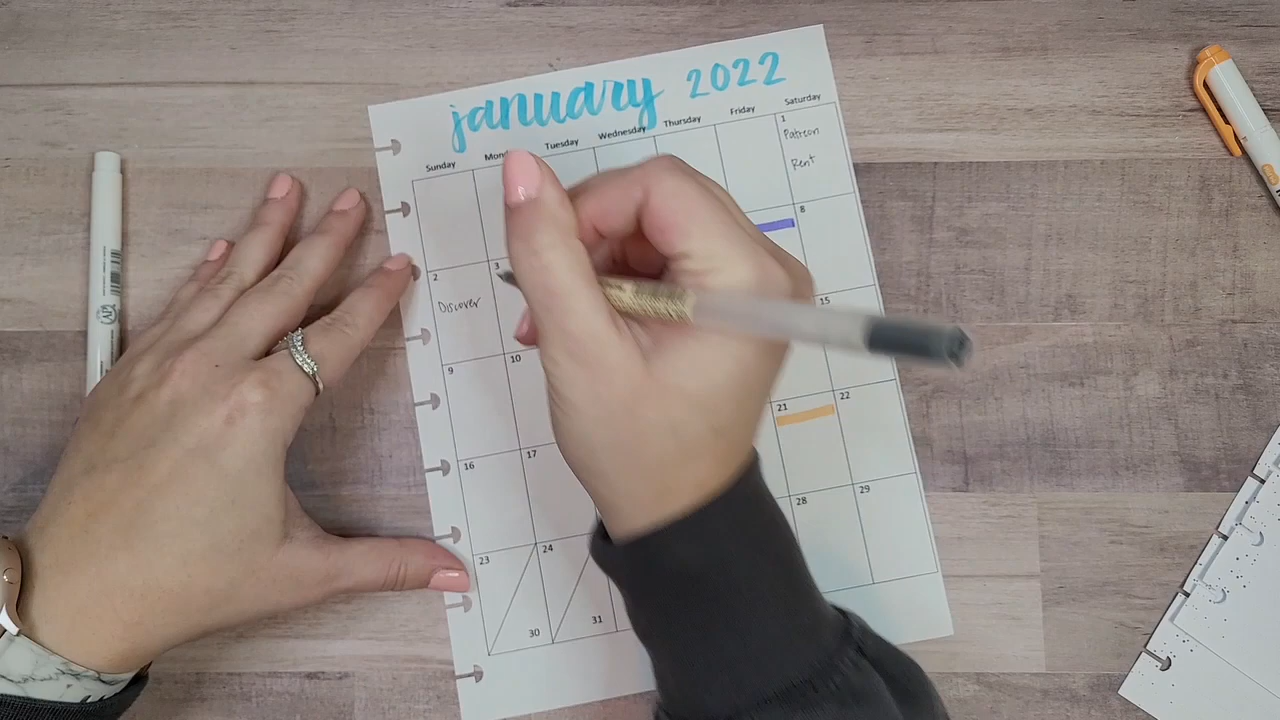 january 2022
Sunday Tuesday Wednesday Thursday Friday Saturday
1
Patreon
Rent
2 3 8
Discover
9 10 15
16 17 21 22
23 24 28 29
30 31